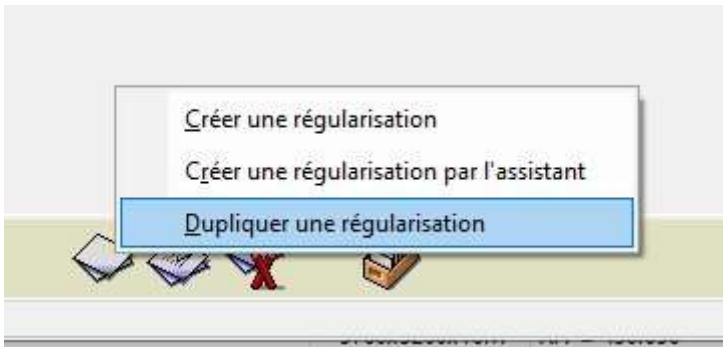 Créer une régularisation
Créer une régularisation par l'assistant
Dupliquer une régularisation